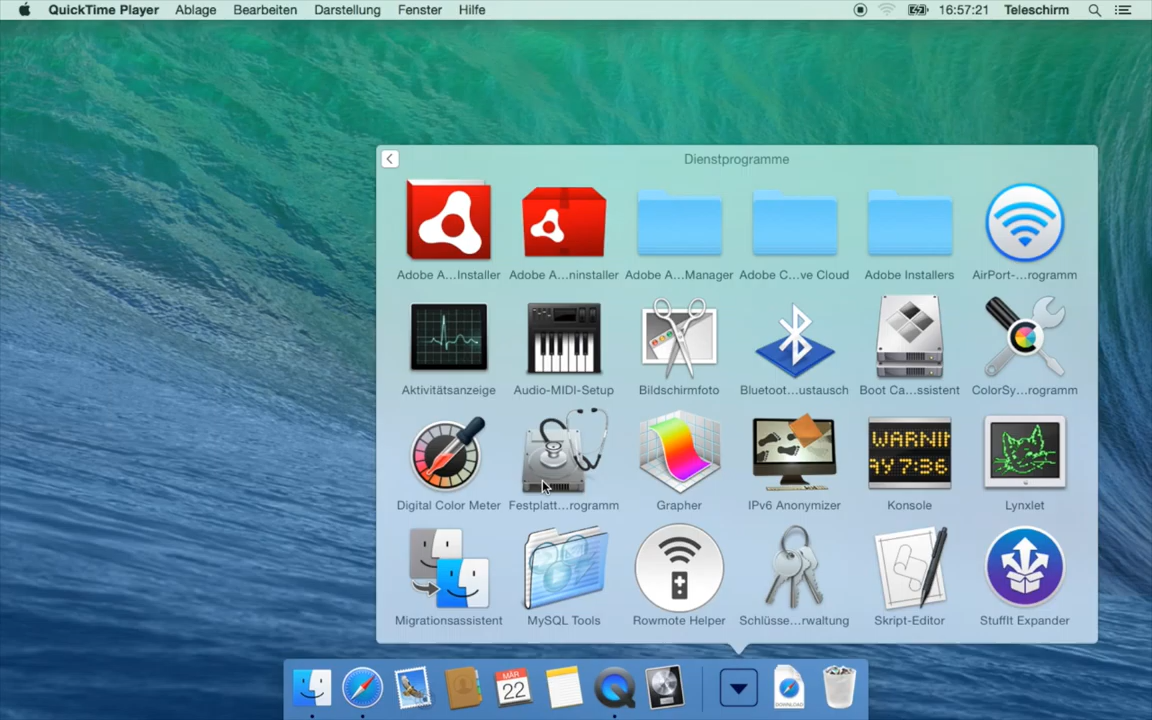 QuickTime Player Ablage Bearbeiten Darstellung Fenster Hilfe 16:57:21 Teleschirm
Dienstprogramme
Adobe A...Installer Adobe A...ninstaller Adobe A...Manager Adobe C...ve Cloud Adobe Installers AirPort-...rogramm
Aktivitätsanzeige Audio-MIDI-Setup Bildschirmfoto Bluetoot...ustausch Boot Ca...ssistent ColorSy...rogramm
WARNIN
AY 7:36
Digital Color Meter Festplatt...rogramm Grapher IPv6 Anonymizer Konsole Lynxlet
Migrationsassistent MySQL Tools Rowmote Helper Schlüsse...rwaltung Skript-Editor StuffIt Expander
MÄR
22
DOWNLOAD